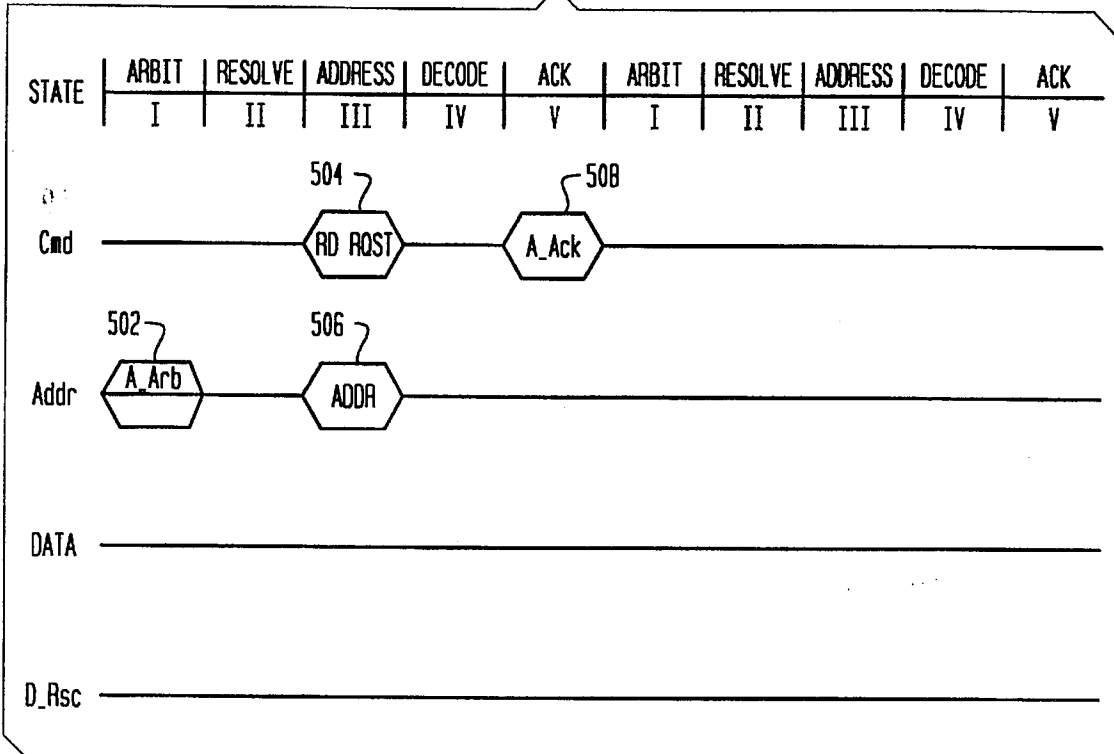 STATE ARBIT RESOLVE ADDRESS DECODE ACK ARBIT RESOLVE ADDRESS DECODE ACK
I II III IV V I II III IV V
504 508
Cmd RD RQST A_Ack
502 506
Addr A_Arb ADDR
DATA
D_Rsc